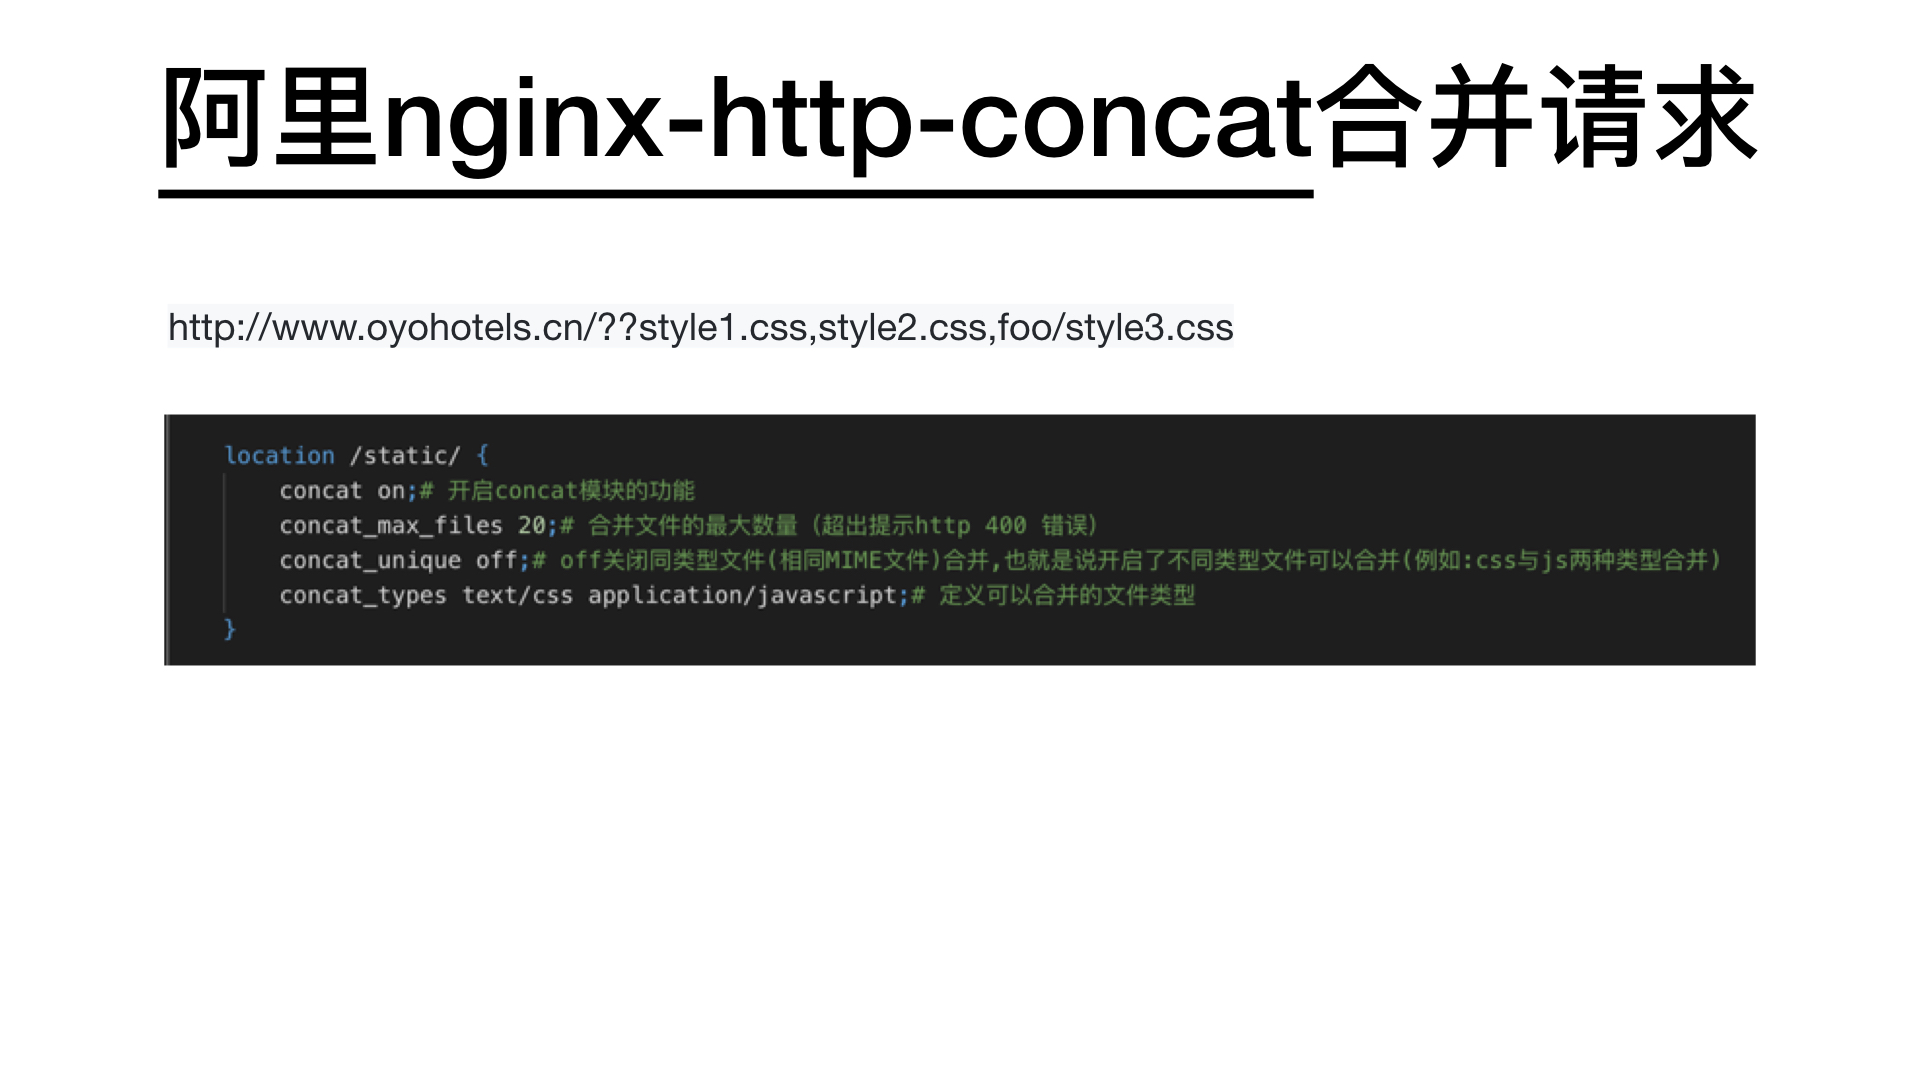 阿里nginx-http-concat合并请求
http://www.oyohotels.cn/??style1.css,style2.css,foo/style3.css
location /static/ {
concat on;# 开启concat模块的功能
concat_max_files 20;# 合并文件的最大数量（超出提示http 400 错误）
concat_unique off;# off关闭同类型文件(相同MIME文件)合并,也就是说开启了不同类型文件可以合并(例如:css与js两种类型合并)
concat_types text/css application/javascript;# 定义可以合并的文件类型
}